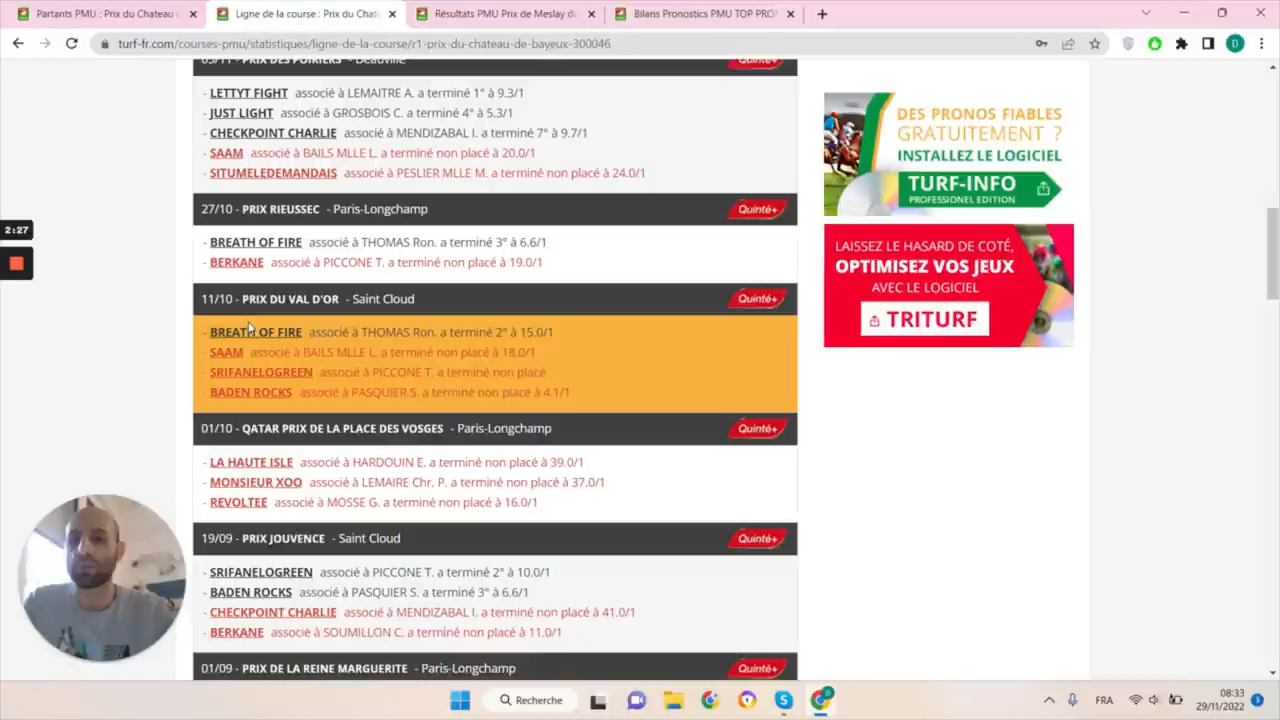 Partants PMU : Prix du Chateau
Ligne de la course : Prix du Chat
Résultats PMU Prix de Meslay du
Bilans Pronostics PMU TOP PRO
turf-fr.com/courses-pmu/statistiques/ligne-de-la-course/r1-prix-du-chateau-de-bayeux-300046
D
05/11 - PRIX DES POIRIERS - Deauville
Quinté+
- LETTYT FIGHT associé à LEMAITRE A. a terminé 1° à 9.3/1
- JUST LIGHT associé à GROSBOIS C. a terminé 4° à 5.3/1
- CHECKPOINT CHARLIE associé à MENDIZABAL I. a terminé 7° à 9.7/1
- SAAM associé à BAILS MLLE L. a terminé non placé à 20.0/1
- SITUMELEDEMANDAIS associé à PESLIER MLLE M. a terminé non placé à 24.0/1
27/10 - PRIX RIEUSSEC - Paris-Longchamp
Quinté+
- BREATH OF FIRE associé à THOMAS Ron. a terminé 3° à 6.6/1
- BERKANE associé à PICCONE T. a terminé non placé à 19.0/1
11/10 - PRIX DU VAL D'OR - Saint Cloud
Quinté+
- BREATH OF FIRE associé à THOMAS Ron. a terminé 2° à 15.0/1
- SAAM associé à BAILS MLLE L. a terminé non placé à 18.0/1
- SRIFANELOGREEN associé à PICCONE T. a terminé non placé
- BADEN ROCKS associé à PASQUIER S. a terminé non placé à 4.1/1
01/10 - QATAR PRIX DE LA PLACE DES VOSGES - Paris-Longchamp
Quinté+
- LA HAUTE ISLE associé à HARDOUIN E. a terminé non placé à 39.0/1
- MONSIEUR XOO associé à LEMAIRE Chr. P. a terminé non placé à 37.0/1
- REVOLTEE associé à MOSSE G. a terminé non placé à 16.0/1
19/09 - PRIX JOUVENCE - Saint Cloud
Quinté+
- SRIFANELOGREEN associé à PICCONE T. a terminé 2° à 10.0/1
- BADEN ROCKS associé à PASQUIER S. a terminé 3° à 6.6/1
- CHECKPOINT CHARLIE associé à MENDIZABAL I. a terminé non placé à 41.0/1
- BERKANE associé à SOUMILLON C. a terminé non placé à 11.0/1
01/09 - PRIX DE LA REINE MARGUERITE - Paris-Longchamp
Quinté+
DES PRONOS FIABLES
GRATUITEMENT ?
INSTALLEZ LE LOGICIEL
TURF-INFO
PROFESSIONEL EDITION
LAISSEZ LE HASARD DE COTÉ,
OPTIMISEZ VOS JEUX
AVEC LE LOGICIEL
TRITURF
2:27
Recherche
FRA
08:33
29/11/2022